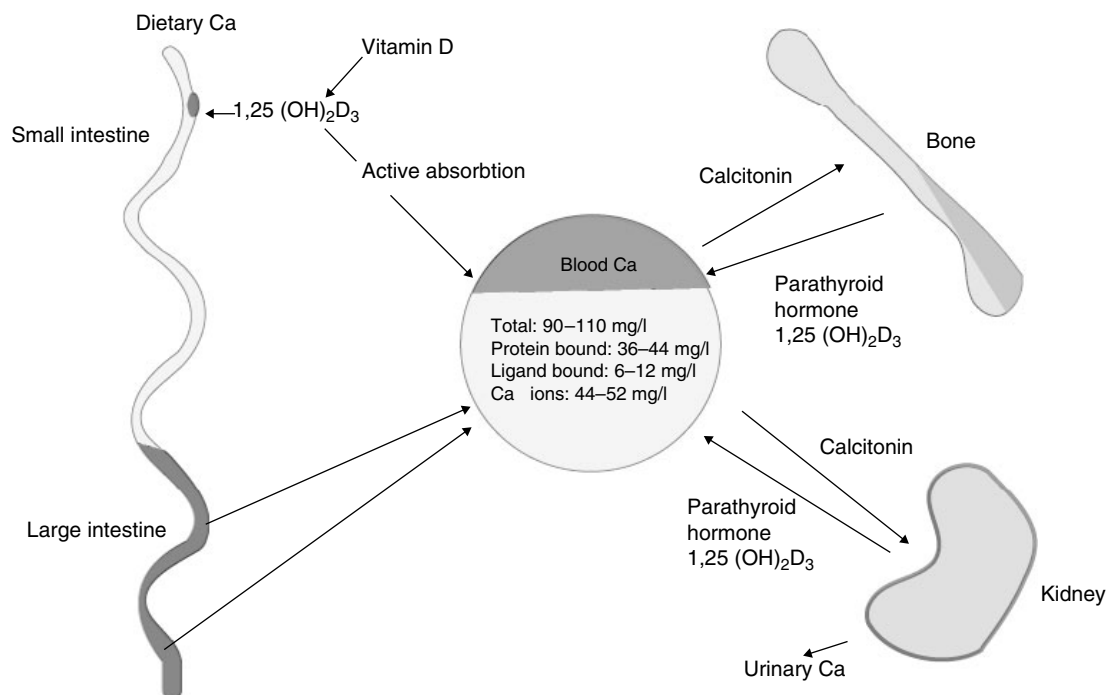 Dietary Ca
Vitamin D
1,25 (OH)₂D₃
Small intestine
Active absorbtion
Bone
Calcitonin
Blood Ca
Parathyroid
hormone
1,25 (OH)₂D₃
Total: 90–110 mg/l
Protein bound: 36–44 mg/l
Ligand bound: 6–12 mg/l
Ca ions: 44–52 mg/l
Calcitonin
Large intestine
Parathyroid
hormone
1,25 (OH)₂D₃
Kidney
Urinary Ca